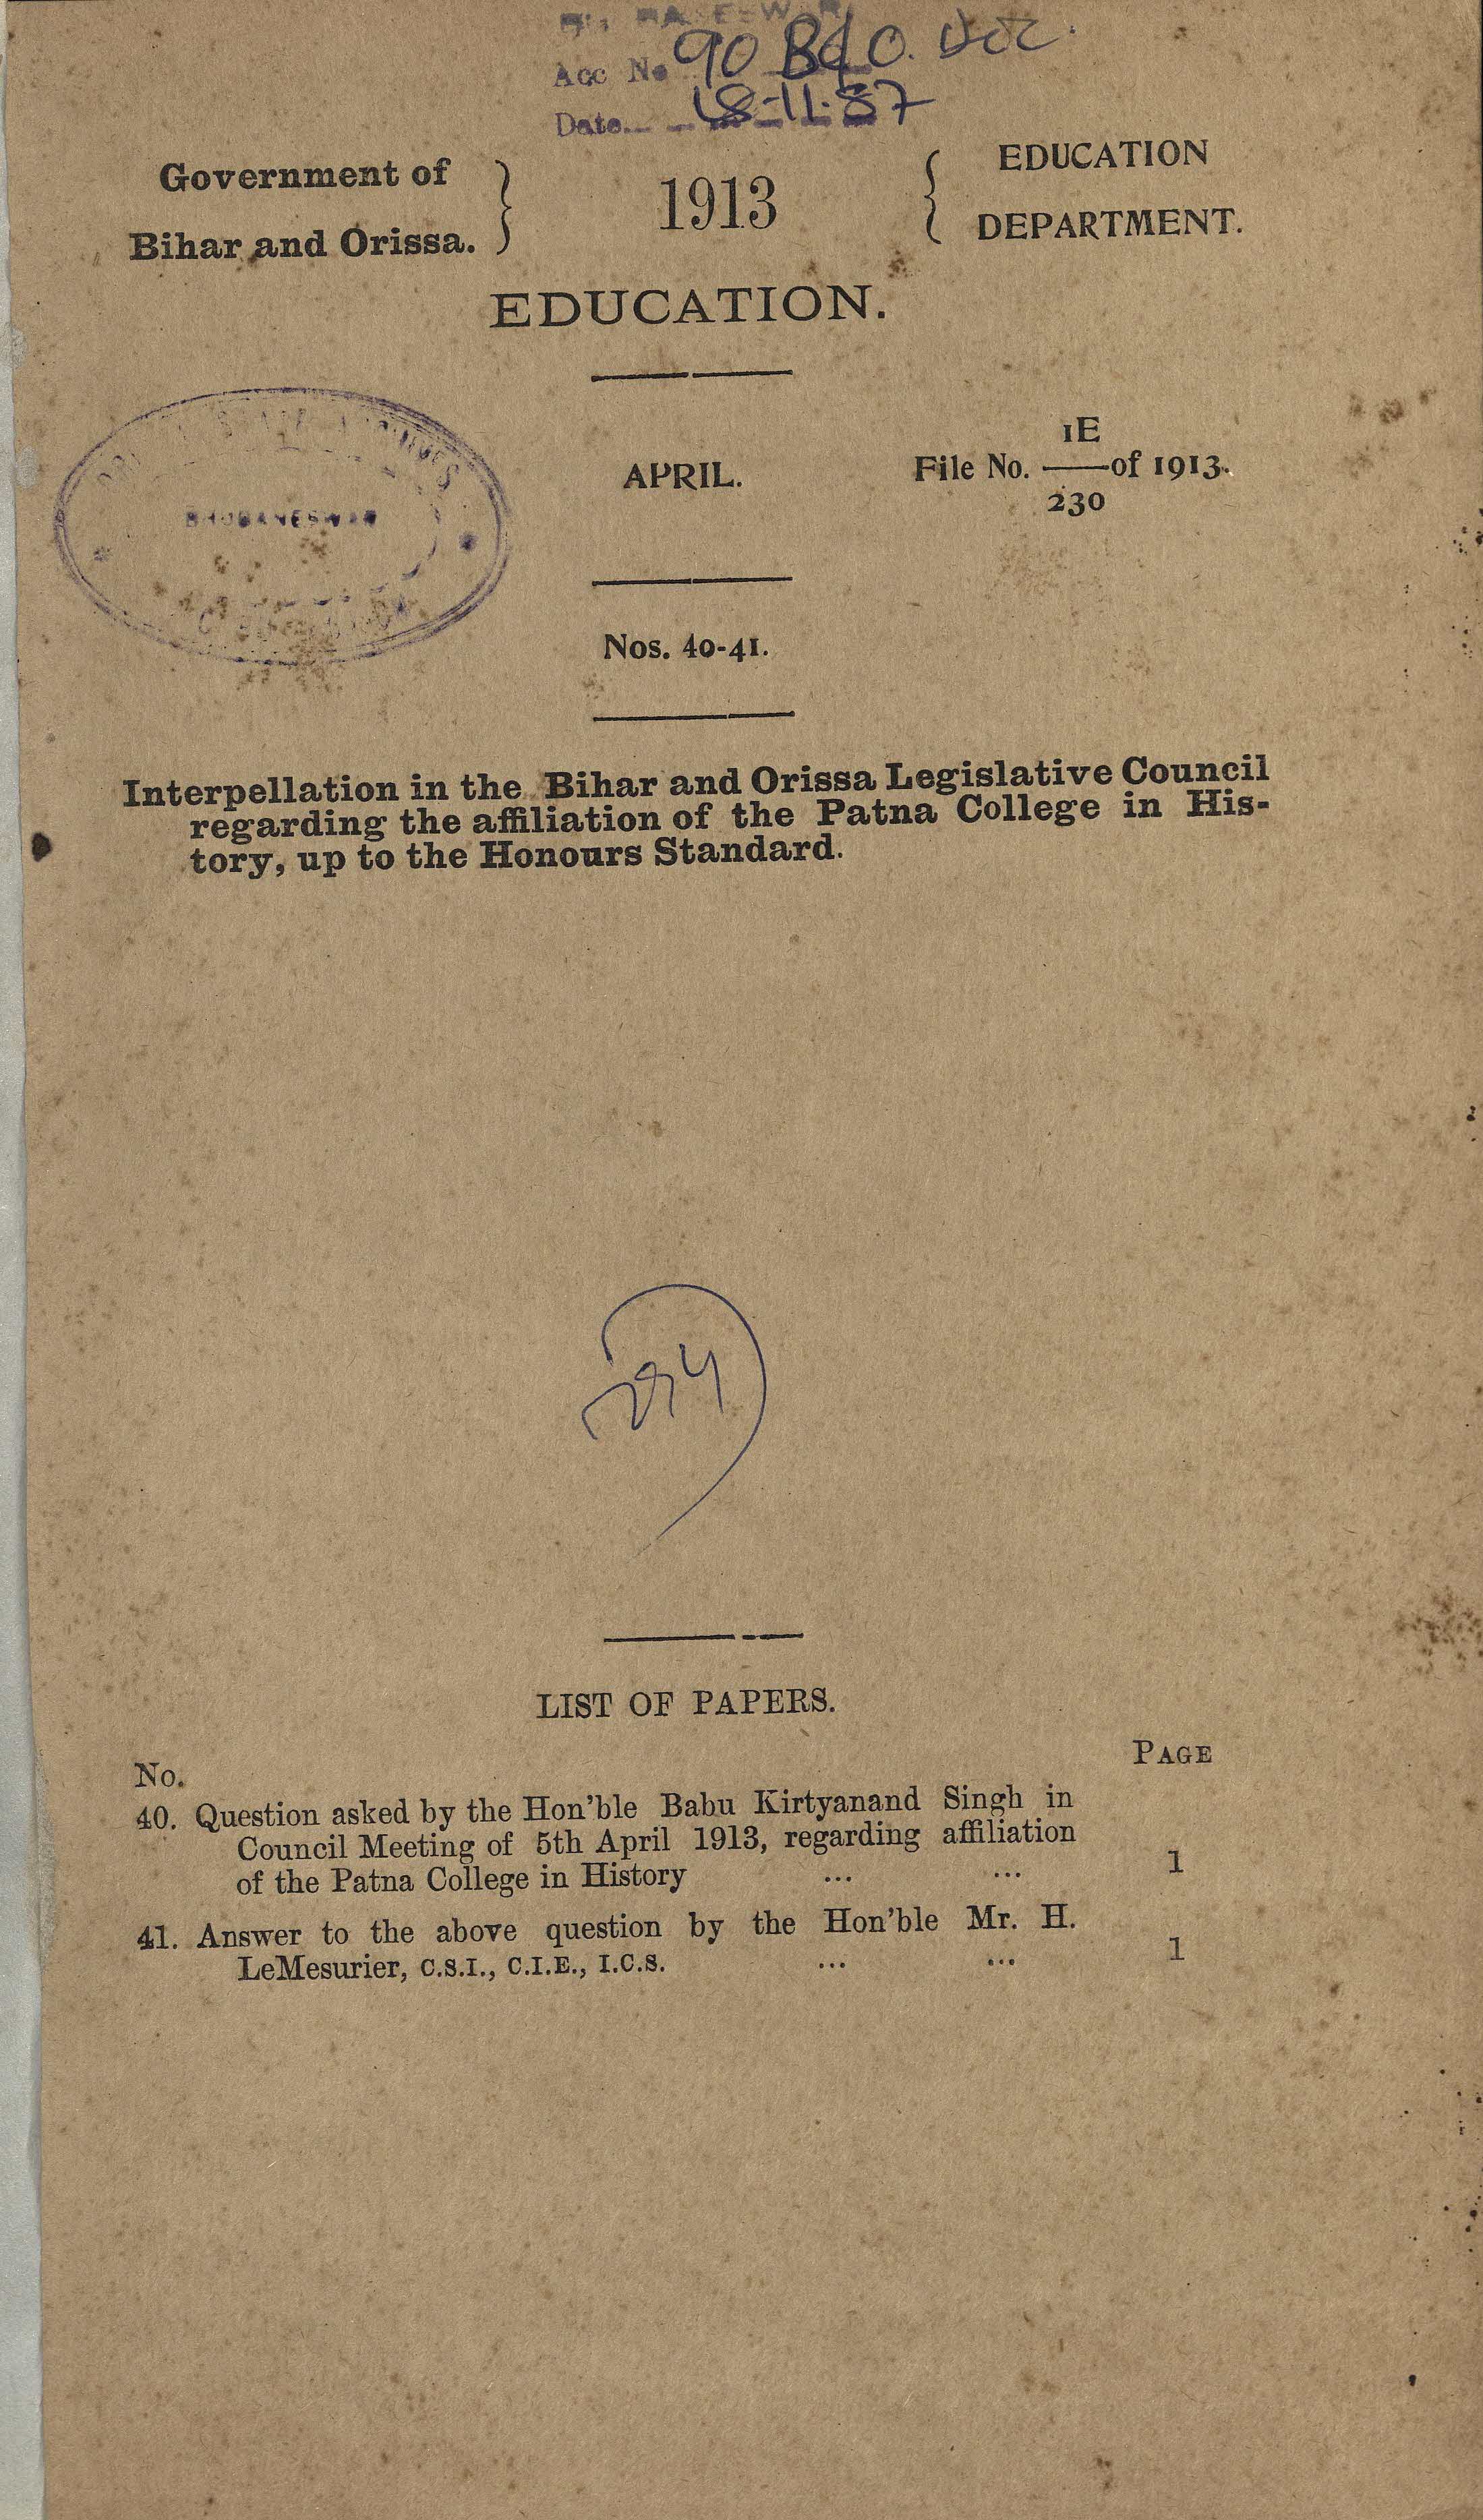 Acc No 90 B&O. Dec.
Date 18-11-87
Government of
Bihar and Orissa.
1913
EDUCATION
DEPARTMENT.
EDUCATION.
APRIL.
1E
File No. ——of 1913.
230
BHUBANESWAR
Nos. 40-41.
Interpellation in the Bihar and Orissa Legislative Council
regarding the affiliation of the Patna College in His-
tory, up to the Honours Standard.
LIST OF PAPERS.
No.
PAGE
40. Question asked by the Hon'ble Babu Kirtyanand Singh in
Council Meeting of 5th April 1913, regarding affiliation
of the Patna College in History ... ... 1
41. Answer to the above question by the Hon'ble Mr. H.
LeMesurier, C.S.I., C.I.E., I.C.S. ... ... 1